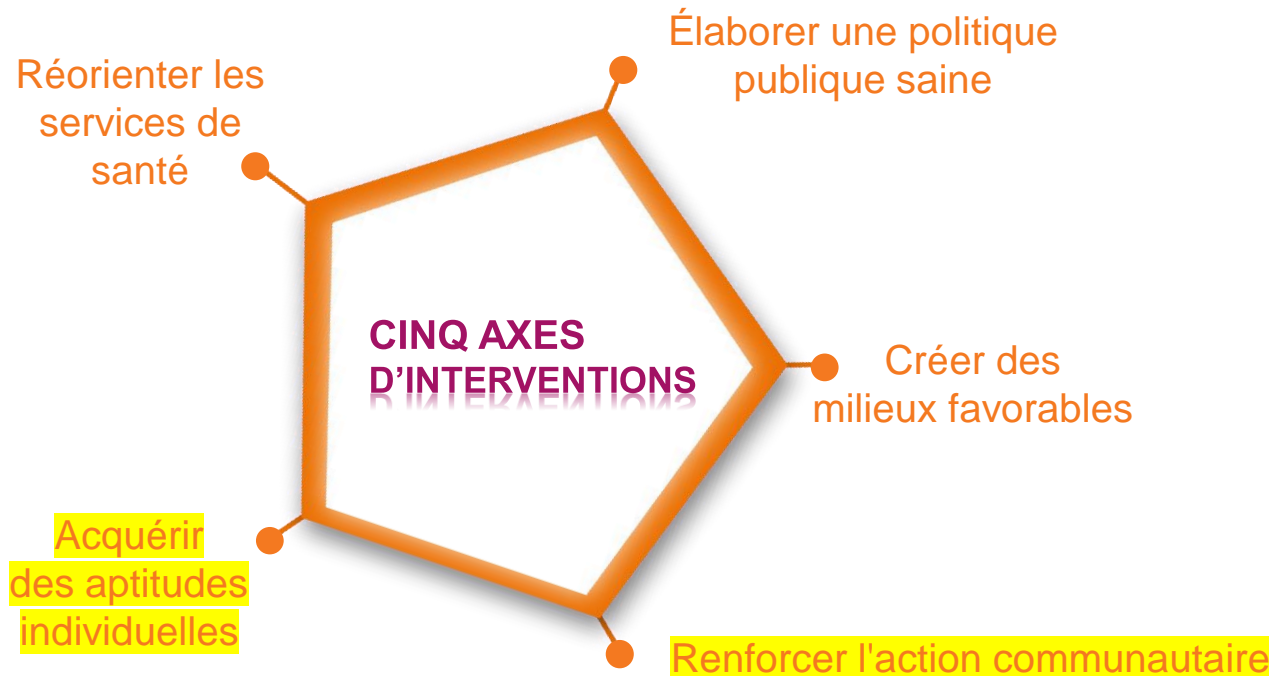 Élaborer une politique
publique saine
Réorienter les
services de
santé
CINQ AXES
D'INTERVENTIONS
Créer des
milieux favorables
Acquérir
des aptitudes
individuelles
Renforcer l'action communautaire